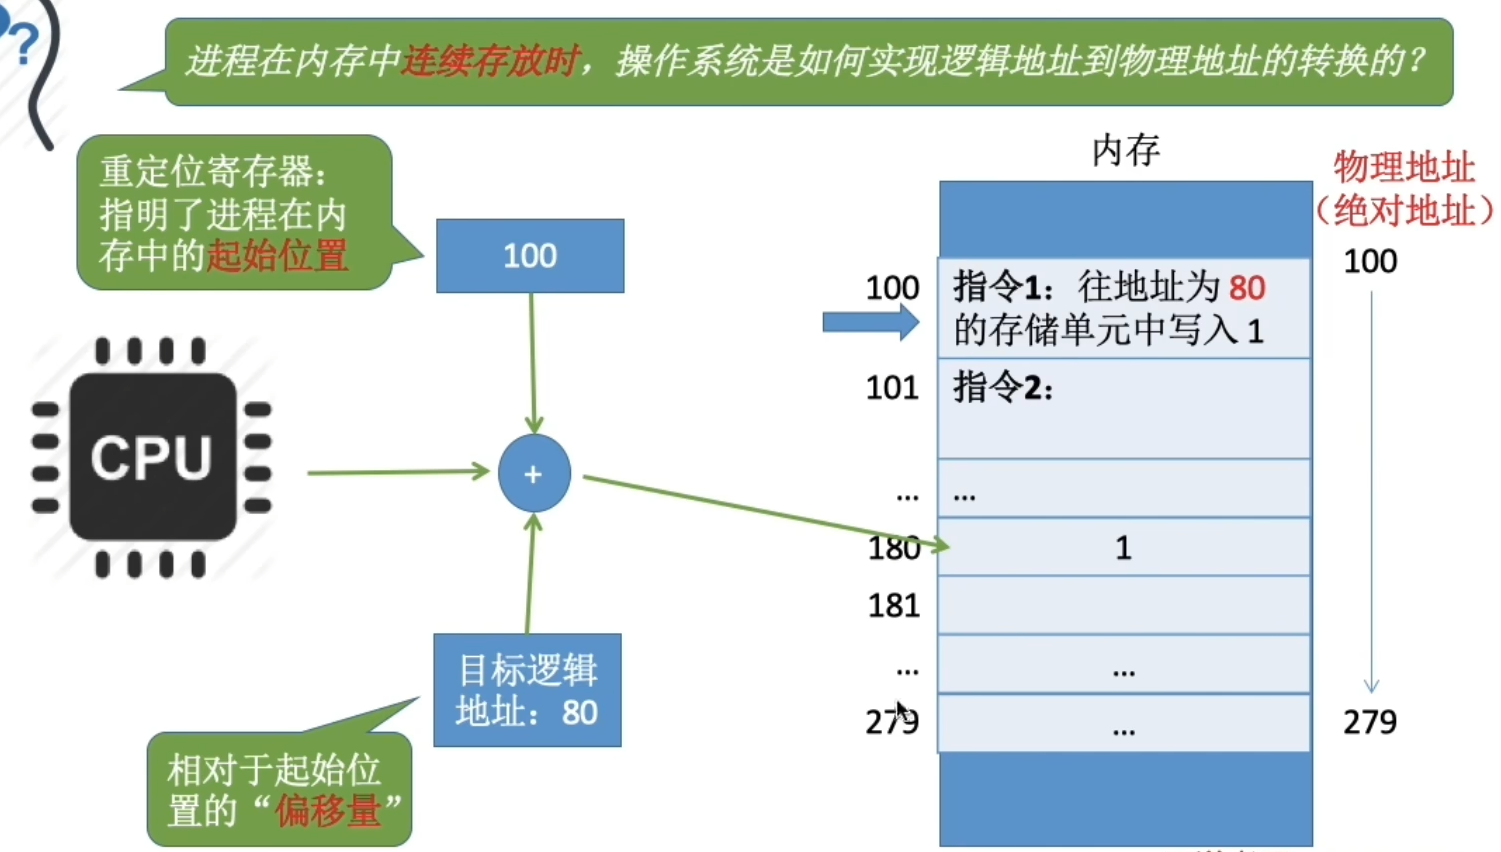 ?
进程在内存中连续存放时，操作系统是如何实现逻辑地址到物理地址的转换的？
重定位寄存器：
指明了进程在内
存中的起始位置
100
CPU
+
目标逻辑
地址：80
相对于起始位
置的“偏移量”
内存
物理地址
（绝对地址）
100
100
指令1：往地址为 80
的存储单元中写入 1
101
指令2：
...
...
180
1
181
...
...
279
...
279